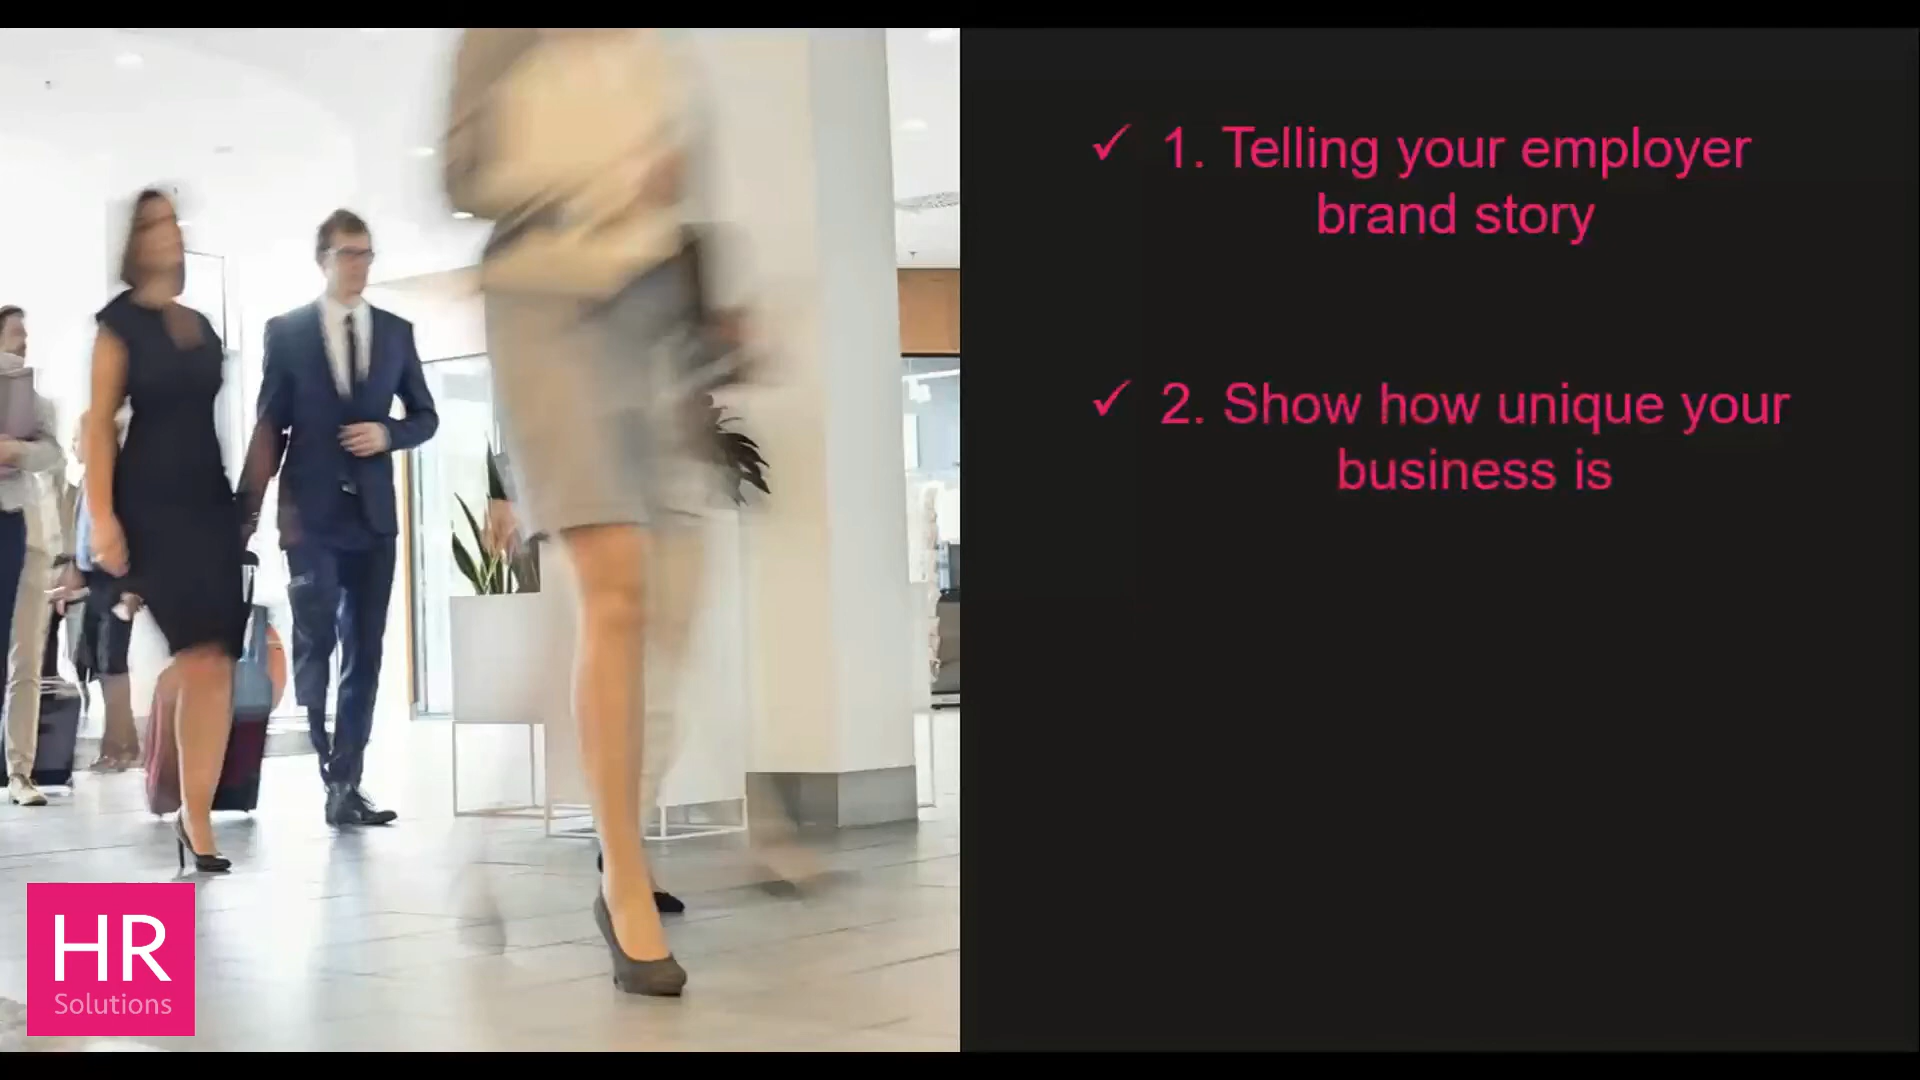 ✓ 1. Telling your employer
brand story
✓ 2. Show how unique your
business is
HR
Solutions